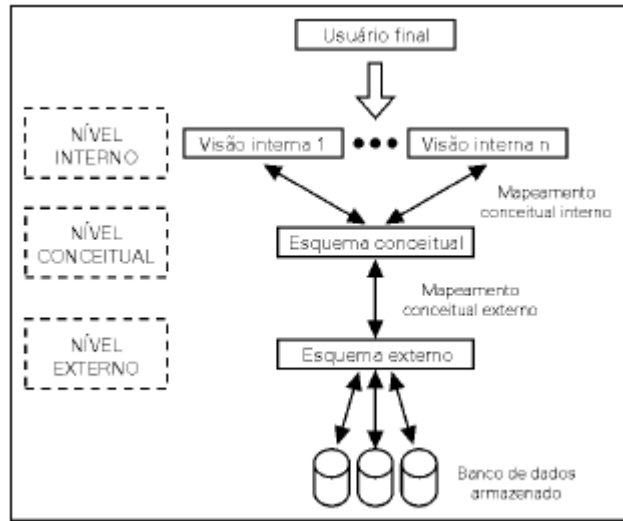 Usuário final
NÍVEL
INTERNO
Visão interna 1
Visão interna n
Mapeamento
conceitual interno
NÍVEL
CONCEITUAL
Esquema conceitual
Mapeamento
conceitual externo
NÍVEL
EXTERNO
Esquema externo
Banco de dados
armazenado